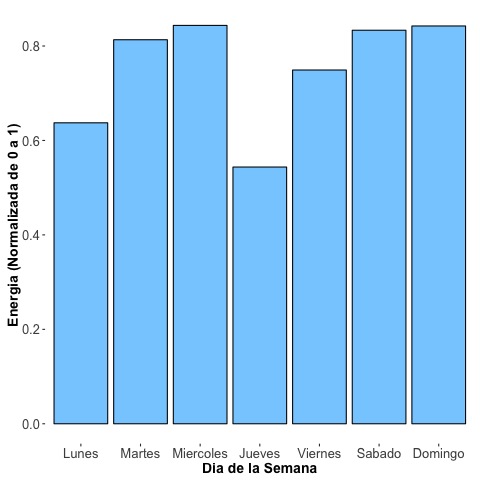 Energia (Normalizada de 0 a 1)
0.8
0.6
0.4
0.2
0.0
Lunes Martes Miercoles Jueves Viernes Sabado Domingo
Dia de la Semana